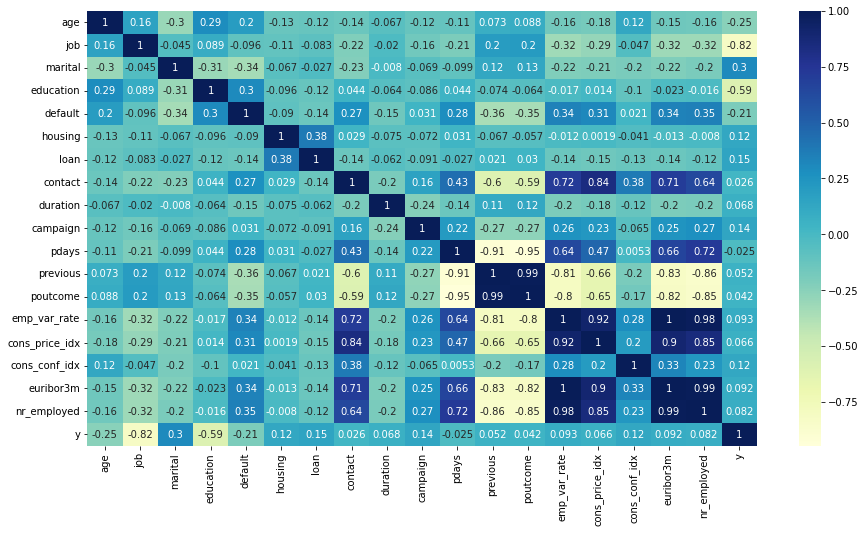 age 1 0.16 -0.3 0.29 0.2 -0.13 -0.12 -0.14 -0.067 -0.12 -0.11 0.073 0.088 -0.16 -0.18 0.12 -0.15 -0.16 -0.25
job 0.16 1 -0.045 0.089 -0.096 -0.11 -0.083 -0.22 -0.02 -0.16 -0.21 0.2 0.2 -0.32 -0.29 -0.047 -0.32 -0.32 -0.82
marital -0.3 -0.045 1 -0.31 -0.34 -0.067 -0.027 -0.23 -0.008 -0.069 -0.099 0.12 0.13 -0.22 -0.21 -0.2 -0.22 -0.2 0.3
education 0.29 0.089 -0.31 1 0.3 -0.096 -0.12 0.044 -0.064 -0.086 0.044 -0.074 -0.064 -0.017 0.014 -0.1 -0.023 -0.016 -0.59
default 0.2 -0.096 -0.34 0.3 1 -0.09 -0.14 0.27 -0.15 0.031 0.28 -0.36 -0.35 0.34 0.31 0.021 0.34 0.35 -0.21
housing -0.13 -0.11 -0.067 -0.096 -0.09 1 0.38 0.029 -0.075 -0.072 0.031 -0.067 -0.057 -0.012 0.0019 -0.041 -0.013 -0.008 0.12
loan -0.12 -0.083 -0.027 -0.12 -0.14 0.38 1 -0.14 -0.062 -0.091 -0.027 0.021 0.03 -0.14 -0.15 -0.13 -0.14 -0.12 0.15
contact -0.14 -0.22 -0.23 0.044 0.27 0.029 -0.14 1 -0.2 0.16 0.43 -0.6 -0.59 0.72 0.84 0.38 0.71 0.64 0.026
duration -0.067 -0.02 -0.008 -0.064 -0.15 -0.075 -0.062 -0.2 1 -0.24 -0.14 0.11 0.12 -0.2 -0.18 -0.12 -0.2 -0.2 0.068
campaign -0.12 -0.16 -0.069 -0.086 0.031 -0.072 -0.091 0.16 -0.24 1 0.22 -0.27 -0.27 0.26 0.23 -0.065 0.25 0.27 0.14
pdays -0.11 -0.21 -0.099 0.044 0.28 0.031 -0.027 0.43 -0.14 0.22 1 -0.91 -0.95 0.64 0.47 0.0053 0.66 0.72 -0.025
previous 0.073 0.2 0.12 -0.074 -0.36 -0.067 0.021 -0.6 0.11 -0.27 -0.91 1 0.99 -0.81 -0.66 -0.2 -0.83 -0.86 0.052
poutcome 0.088 0.2 0.13 -0.064 -0.35 -0.057 0.03 -0.59 0.12 -0.27 -0.95 0.99 1 -0.8 -0.65 -0.17 -0.82 -0.85 0.042
emp_var_rate -0.16 -0.32 -0.22 -0.017 0.34 -0.012 -0.14 0.72 -0.2 0.26 0.64 -0.81 -0.8 1 0.92 0.28 1 0.98 0.093
cons_price_idx -0.18 -0.29 -0.21 0.014 0.31 0.0019 -0.15 0.84 -0.18 0.23 0.47 -0.66 -0.65 0.92 1 0.2 0.9 0.85 0.066
cons_conf_idx 0.12 -0.047 -0.2 -0.1 0.021 -0.041 -0.13 0.38 -0.12 -0.065 0.0053 -0.2 -0.17 0.28 0.2 1 0.33 0.23 0.12
euribor3m -0.15 -0.32 -0.22 -0.023 0.34 -0.013 -0.14 0.71 -0.2 0.25 0.66 -0.83 -0.82 1 0.9 0.33 1 0.99 0.092
nr_employed -0.16 -0.32 -0.2 -0.016 0.35 -0.008 -0.12 0.64 -0.2 0.27 0.72 -0.86 -0.85 0.98 0.85 0.23 0.99 1 0.082
y -0.25 -0.82 0.3 -0.59 -0.21 0.12 0.15 0.026 0.068 0.14 -0.025 0.052 0.042 0.093 0.066 0.12 0.092 0.082 1
age job marital education default housing loan contact duration campaign pdays previous poutcome emp_var_rate cons_price_idx cons_conf_idx euribor3m nr_employed y
1.00
0.75
0.50
0.25
0.00
−0.25
−0.50
−0.75